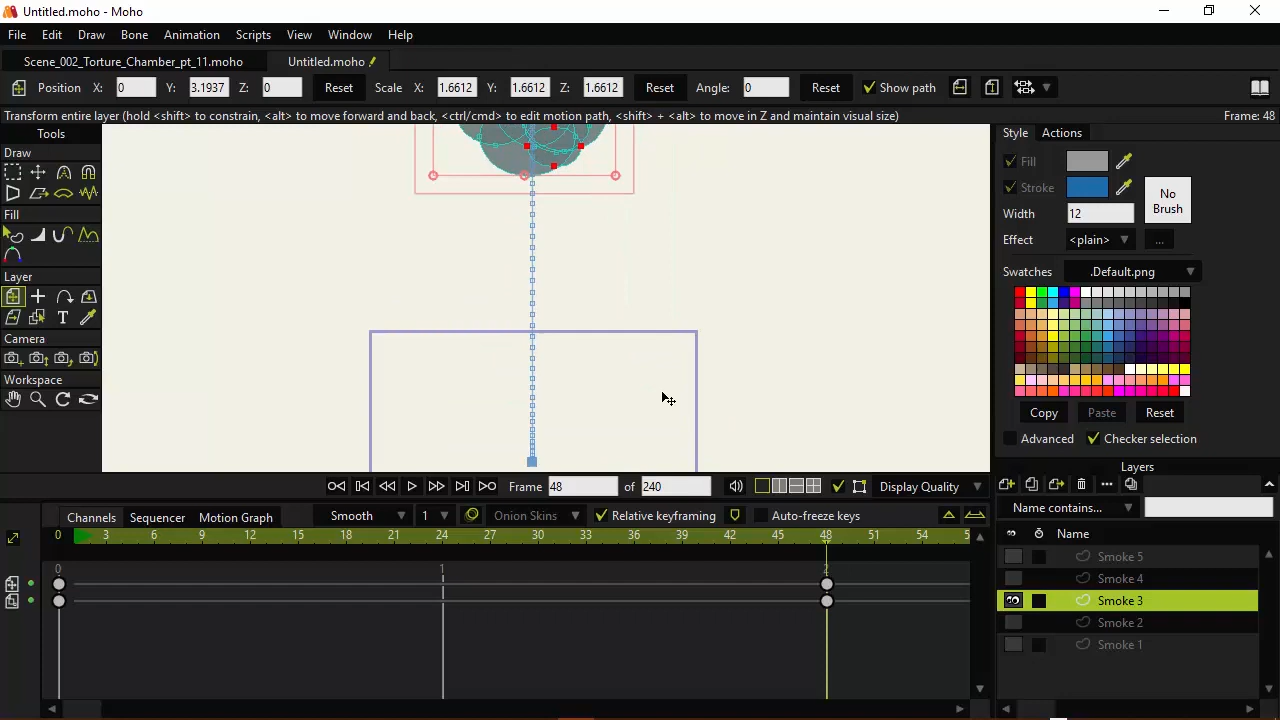 Untitled.moho - Moho
File Edit Draw Bone Animation Scripts View Window Help
Scene_002_Torture_Chamber_pt_11.moho Untitled.moho
Position X: 0 Y: 3.1937 Z: 0 Reset Scale X: 1.6612 Y: 1.6612 Z: 1.6612 Reset Angle: 0 Reset Show path
Transform entire layer (hold <shift> to constrain, <alt> to move forward and back, <ctrl/cmd> to edit motion path, <shift> + <alt> to move in Z and maintain visual size) Frame: 48
Tools
Draw
Fill
Layer
Camera
Workspace
Style Actions
Fill
Stroke
Width 12
No Brush
Effect <plain> ...
Swatches .Default.png
Copy Paste Reset
Advanced Checker selection
Layers
Frame 48 of 240 Display Quality
Name contains...
Channels Sequencer Motion Graph Smooth 1 Onion Skins Relative keyframing Auto-freeze keys
0 3 6 9 12 15 18 21 24 27 30 33 36 39 42 45 48 51 54 5
0 1 2
Name
Smoke 5
Smoke 4
Smoke 3
Smoke 2
Smoke 1